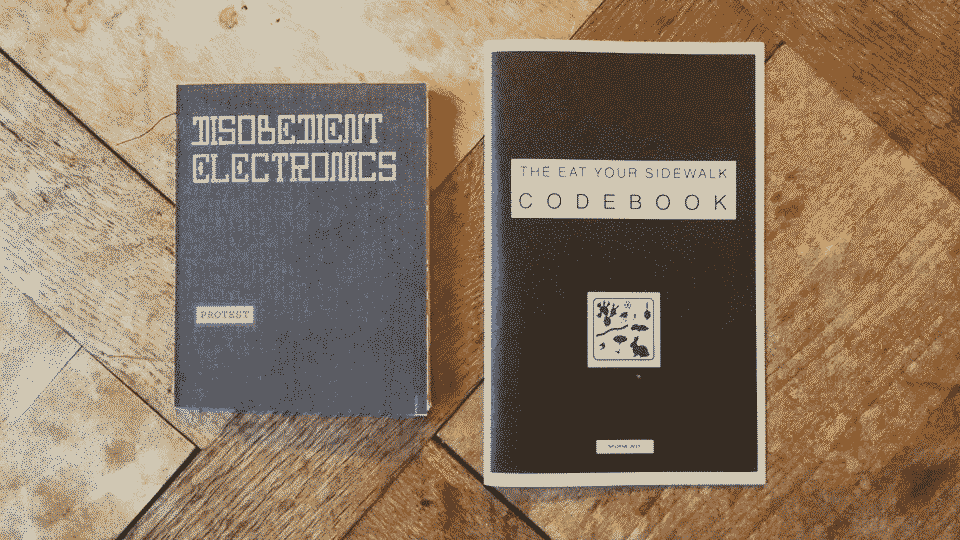 DISOBEDIENT
ELECTRONICS
PROTEST
THE EAT YOUR SIDEWALK
CODEBOOK